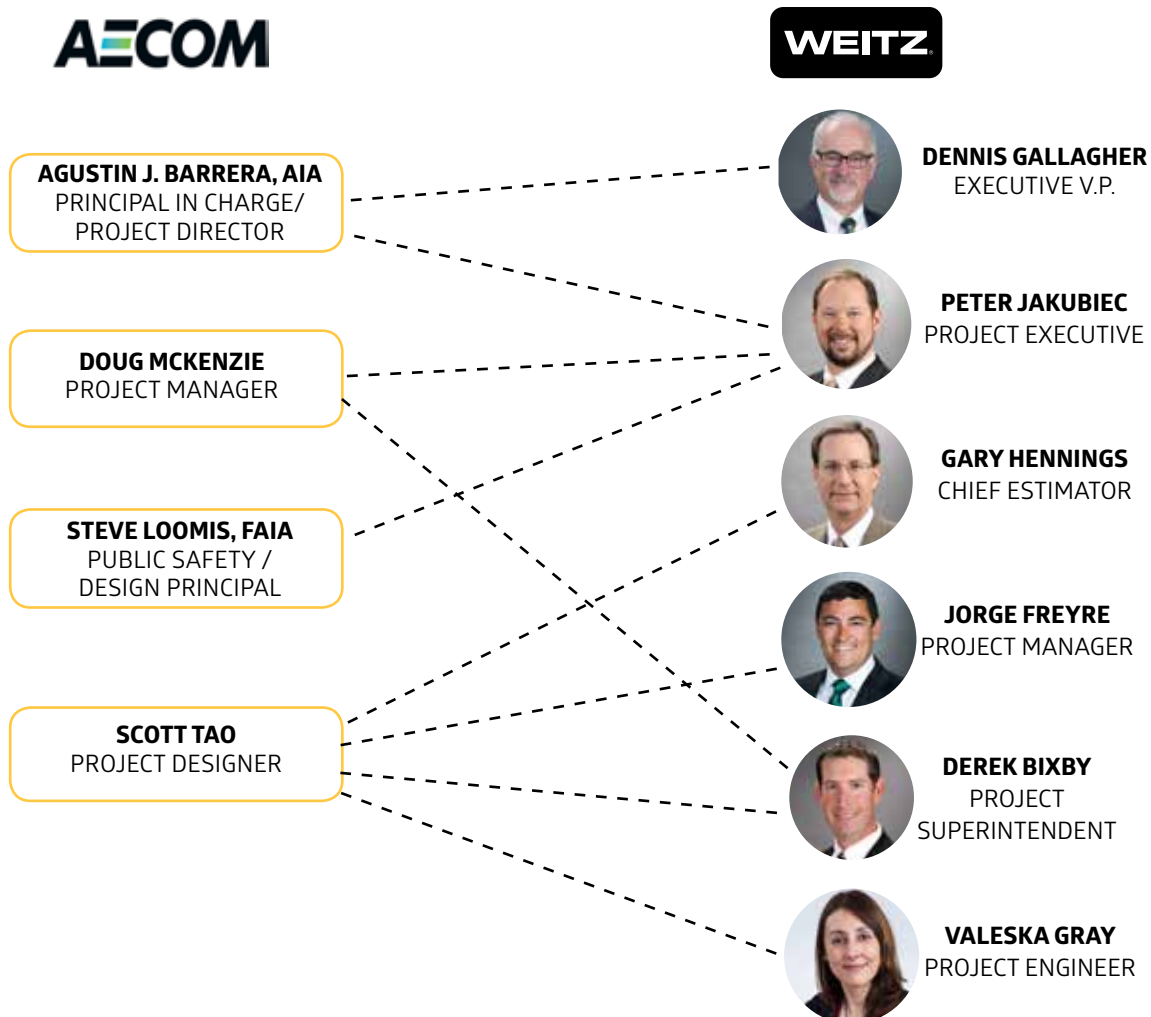 AECOM
WEITZ
AGUSTIN J. BARRERA, AIA
PRINCIPAL IN CHARGE/
PROJECT DIRECTOR
DOUG MCKENZIE
PROJECT MANAGER
STEVE LOOMIS, FAIA
PUBLIC SAFETY /
DESIGN PRINCIPAL
SCOTT TAO
PROJECT DESIGNER
DENNIS GALLAGHER
EXECUTIVE V.P.
PETER JAKUBIEC
PROJECT EXECUTIVE
GARY HENNINGS
CHIEF ESTIMATOR
JORGE FREYRE
PROJECT MANAGER
DEREK BIXBY
PROJECT
SUPERINTENDENT
VALESKA GRAY
PROJECT ENGINEER